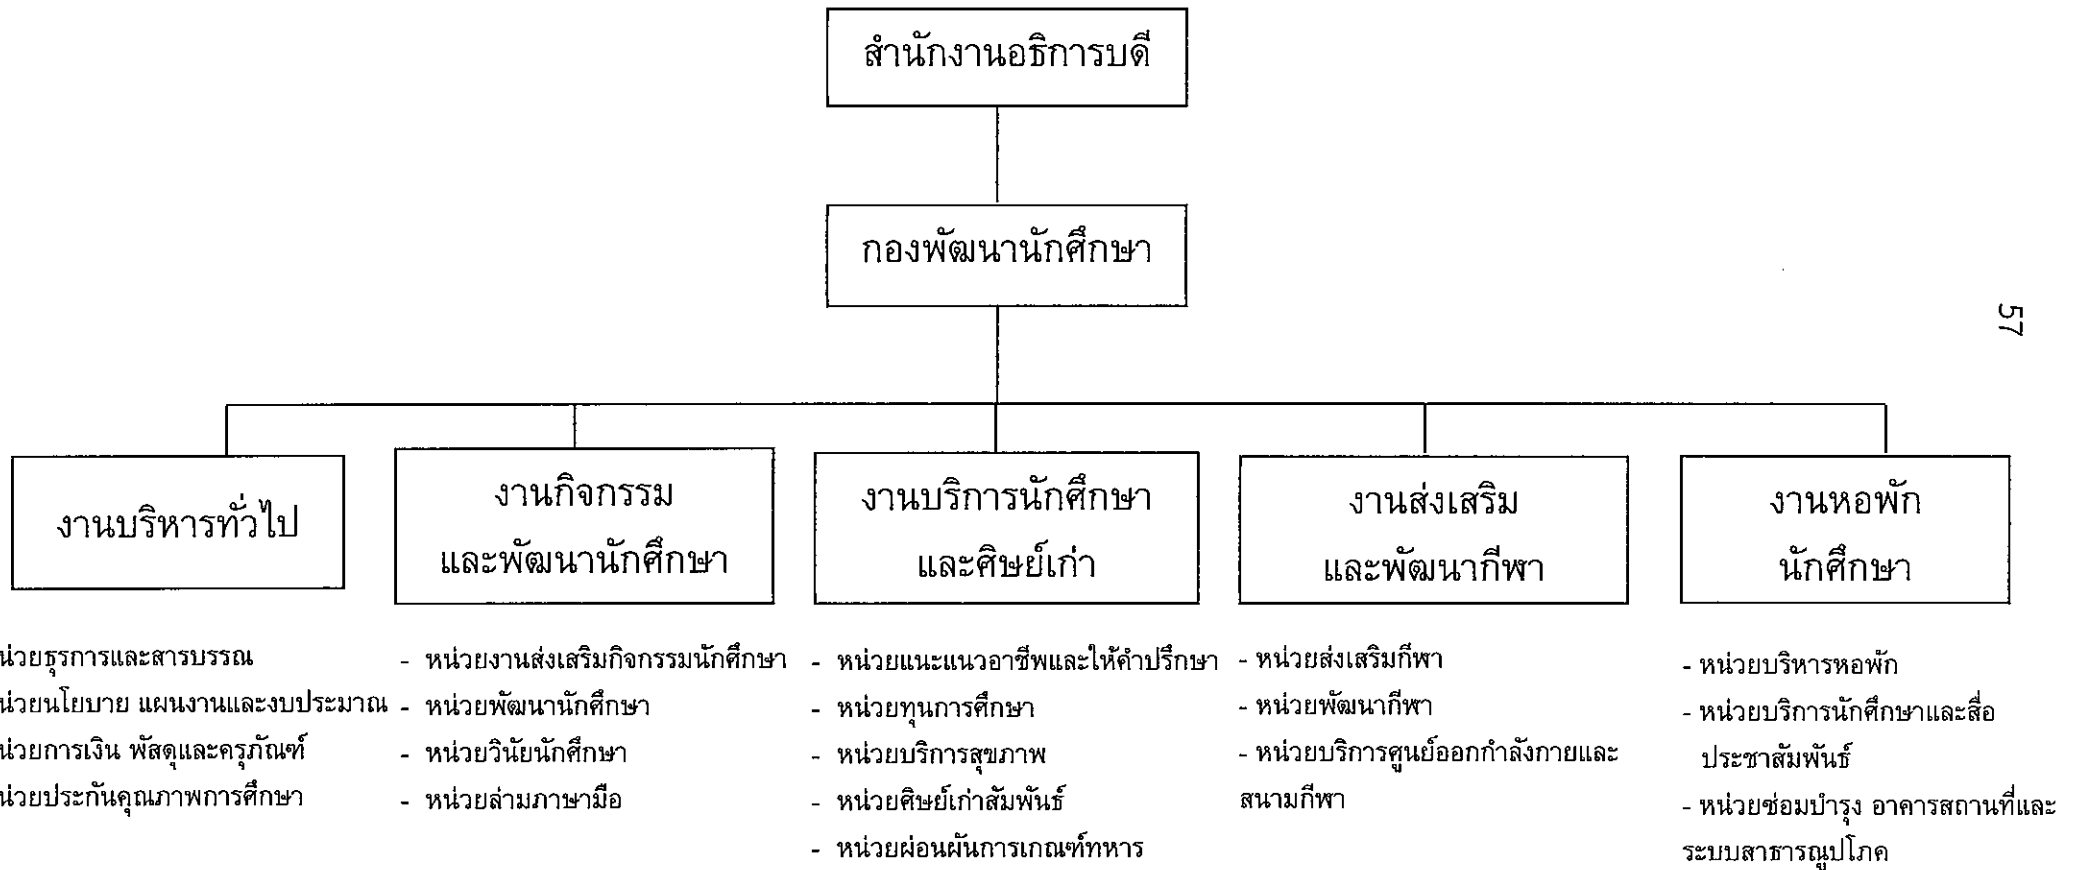 สำนักงานอธิการบดี
กองพัฒนานักศึกษา
57
งานบริหารทั่วไป
น่วยธุรการและสารบรรณ
น่วยนโยบาย แผนงานและงบประมาณ
น่วยการเงิน พัสดุและครุภัณฑ์
น่วยประกันคุณภาพการศึกษา
งานกิจกรรม
และพัฒนานักศึกษา
- หน่วยงานส่งเสริมกิจกรรมนักศึกษา
- หน่วยพัฒนานักศึกษา
- หน่วยวินัยนักศึกษา
- หน่วยล่ามภาษามือ
งานบริการนักศึกษา
และศิษย์เก่า
- หน่วยแนะแนวอาชีพและให้คำปรึกษา
- หน่วยทุนการศึกษา
- หน่วยบริการสุขภาพ
- หน่วยศิษย์เก่าสัมพันธ์
- หน่วยผ่อนผันการเกณฑ์ทหาร
งานส่งเสริม
และพัฒนากีฬา
- หน่วยส่งเสริมกีฬา
- หน่วยพัฒนากีฬา
- หน่วยบริการศูนย์ออกกำลังกายและ
สนามกีฬา
งานหอพัก
นักศึกษา
- หน่วยบริหารหอพัก
- หน่วยบริการนักศึกษาและสื่อ
ประชาสัมพันธ์
- หน่วยซ่อมบำรุง อาคารสถานที่และ
ระบบสาธารณูปโภค